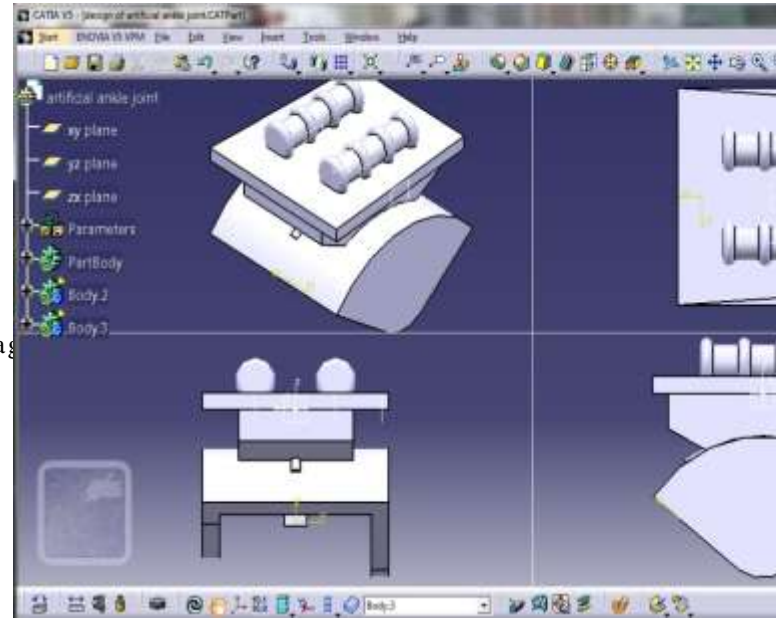 CATIA V5 - [design of artificial ankle joint.CATPart]
Start ENOVIA V5 VPM File Edit View Insert Tools Window Help
artificial ankle joint
xy plane
yz plane
zx plane
Parameters
PartBody
Body.2
Body.3
Body.3